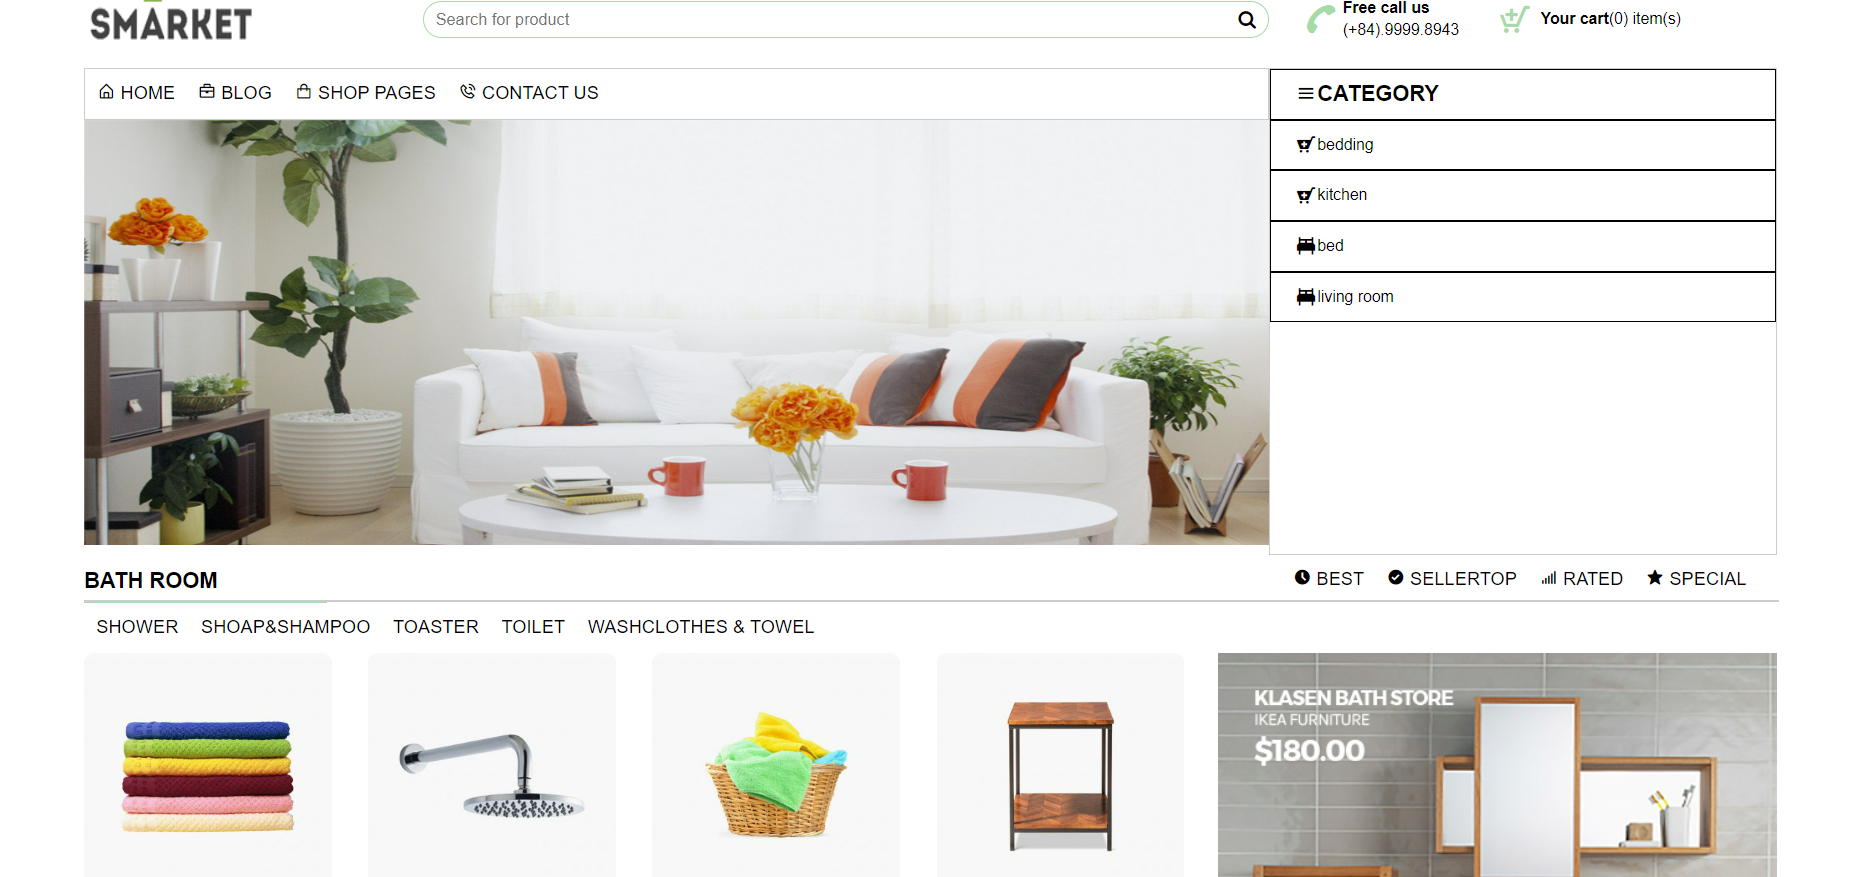 SMARKET
Search for product
Free call us
(+84).9999.8943
Your cart(0) item(s)
HOME BLOG SHOP PAGES CONTACT US
CATEGORY
bedding
kitchen
bed
living room
BATH ROOM
BEST SELLERTOP RATED SPECIAL
SHOWER SHOAP&SHAMPOO TOASTER TOILET WASHCLOTHES & TOWEL
KLASEN BATH STORE
IKEA FURNITURE
$180.00